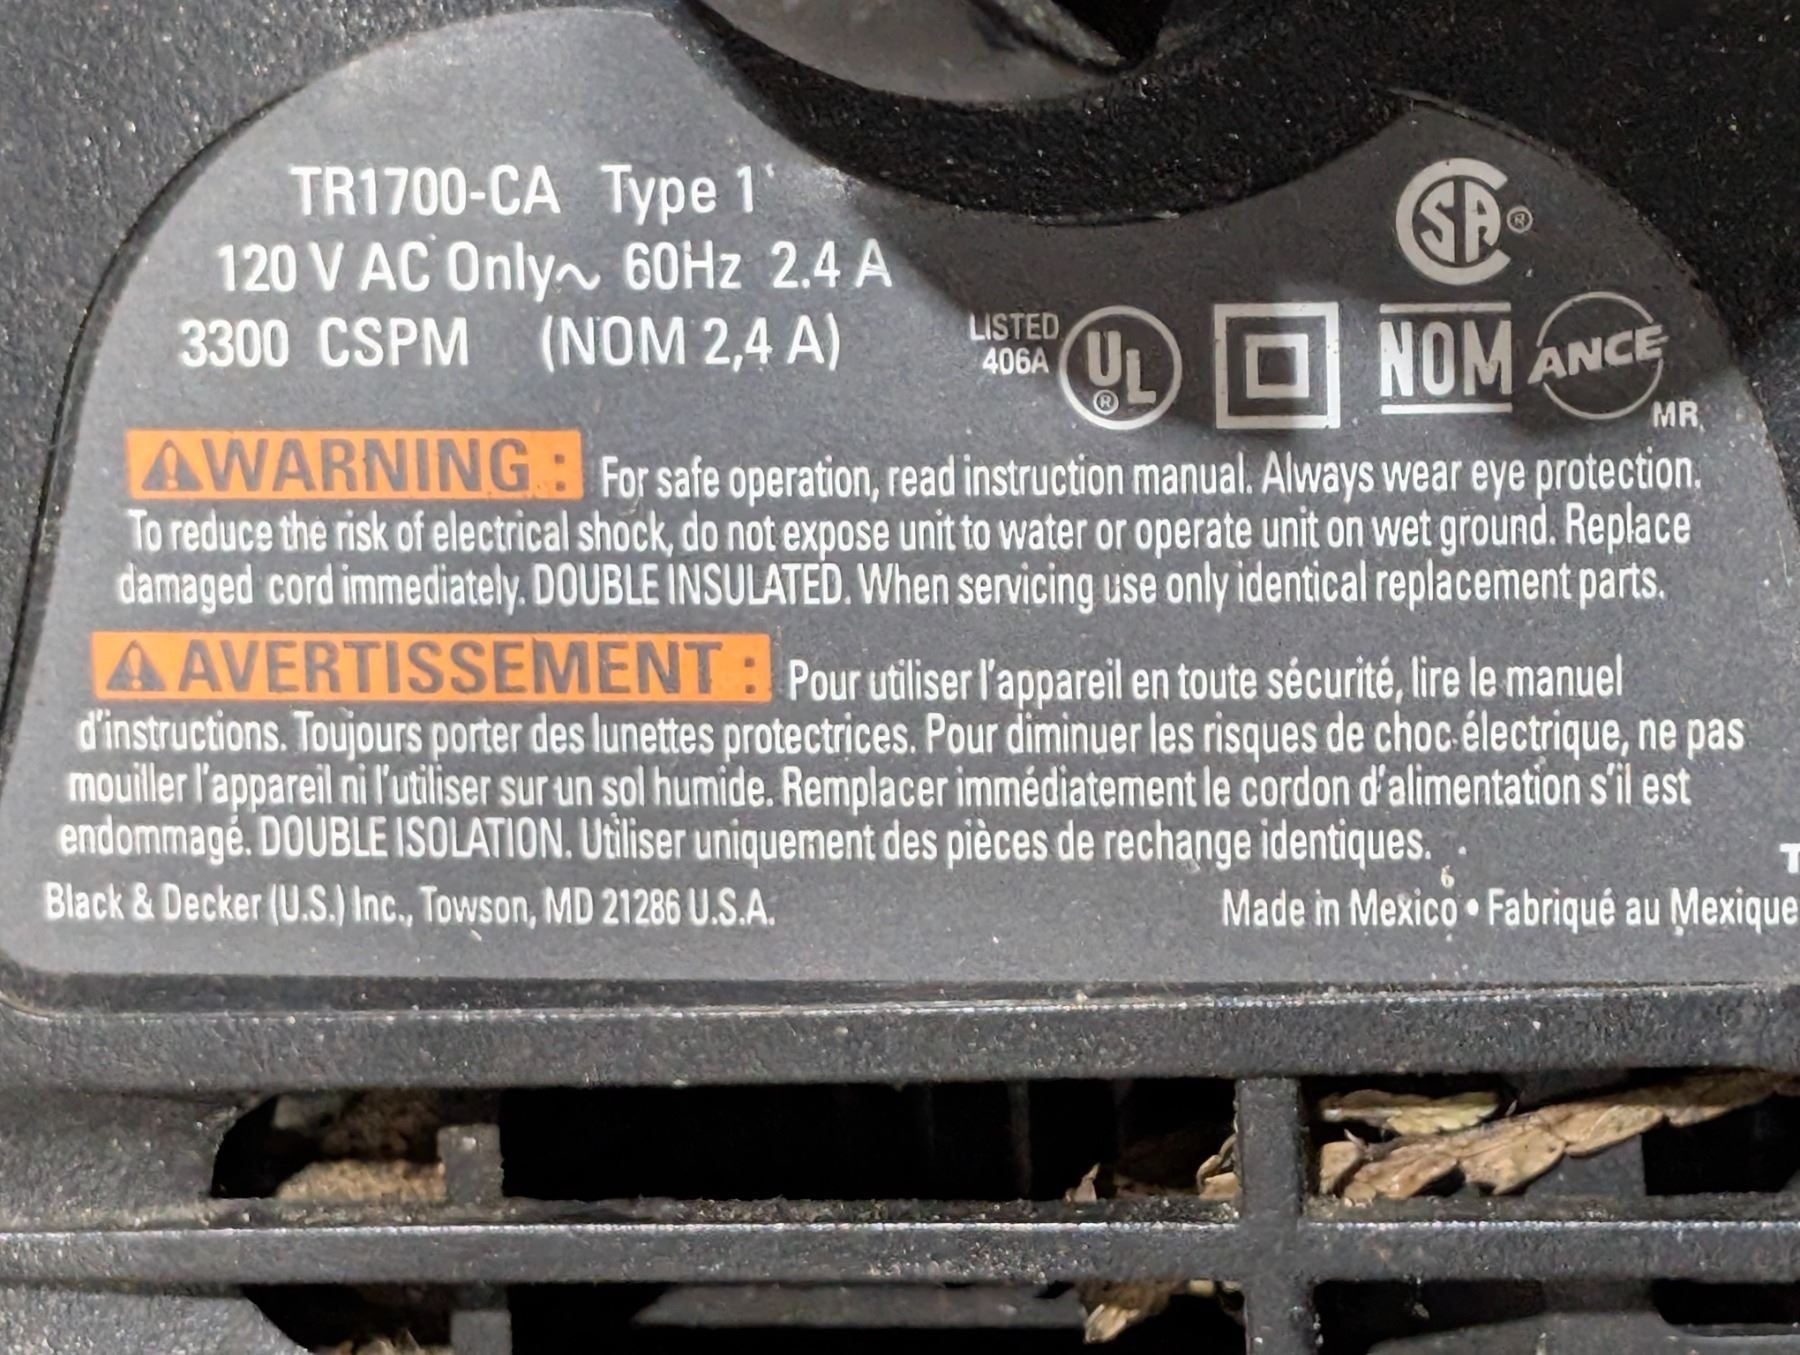 TR1700-CA Type 1
120 V AC Only~ 60Hz 2.4 A
3300 CSPM (NOM 2,4 A)
SA ®
LISTED
406A
UL ®
NOM
ANCE
MR
⚠WARNING : For safe operation, read instruction manual. Always wear eye protection.
To reduce the risk of electrical shock, do not expose unit to water or operate unit on wet ground. Replace
damaged cord immediately. DOUBLE INSULATED. When servicing use only identical replacement parts.
⚠AVERTISSEMENT : Pour utiliser l'appareil en toute sécurité, lire le manuel
d'instructions. Toujours porter des lunettes protectrices. Pour diminuer les risques de choc électrique, ne pas
mouiller l'appareil ni l'utiliser sur un sol humide. Remplacer immédiatement le cordon d'alimentation s'il est
endommagé. DOUBLE ISOLATION. Utiliser uniquement des pièces de rechange identiques.
Black & Decker (U.S.) Inc., Towson, MD 21286 U.S.A.
Made in Mexico • Fabriqué au Mexique